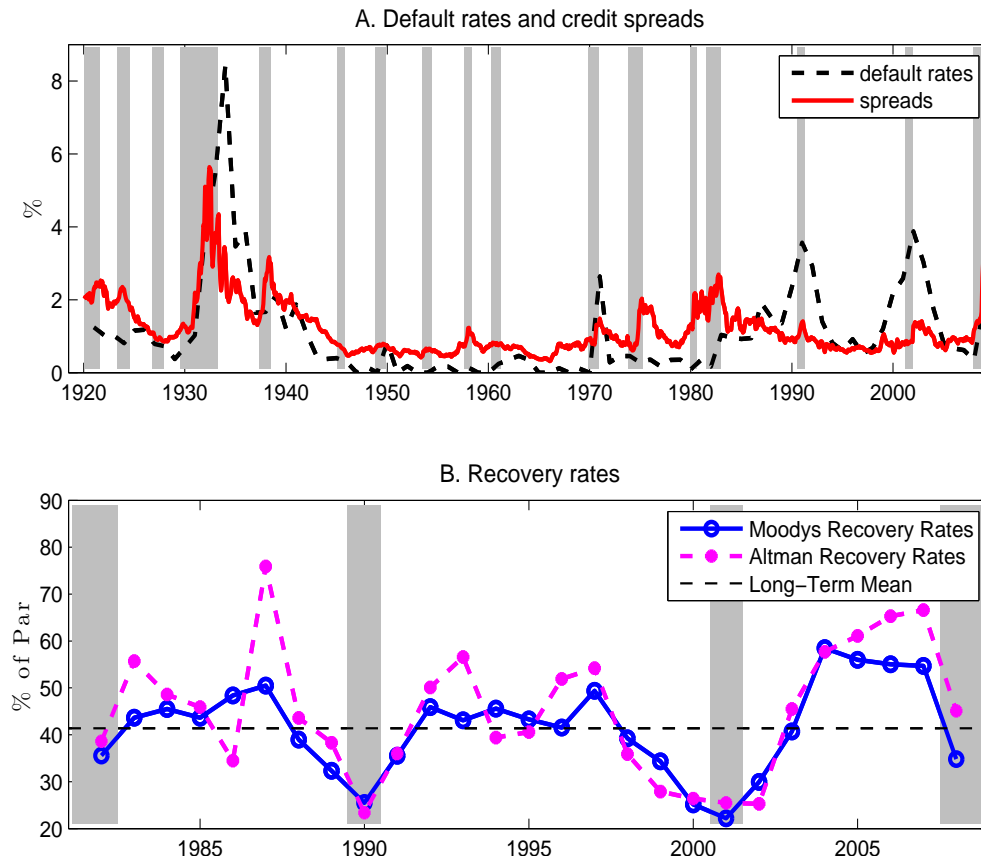 A. Default rates and credit spreads
8
6
4
2
0
%
default rates
spreads
1920 1930 1940 1950 1960 1970 1980 1990 2000
B. Recovery rates
90
80
70
60
50
40
30
20
% of Par
Moodys Recovery Rates
Altman Recovery Rates
Long−Term Mean
1985 1990 1995 2000 2005